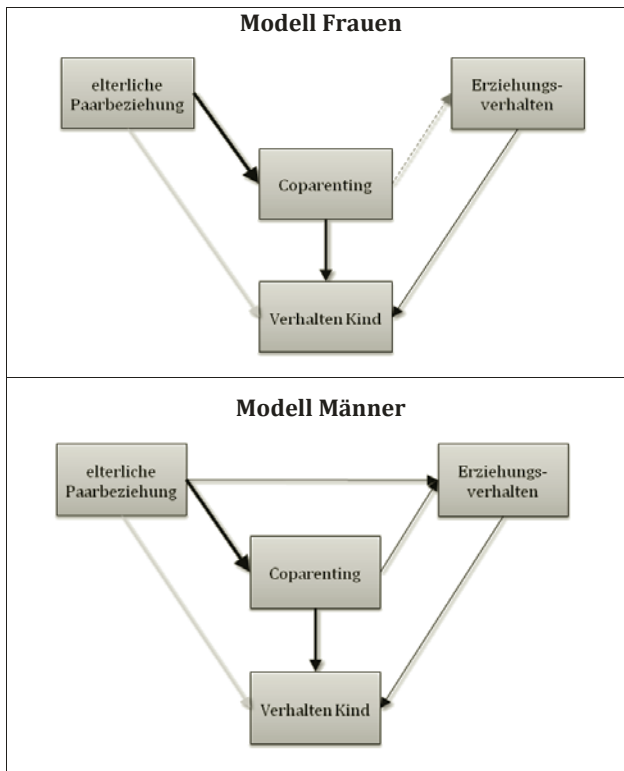 Modell Frauen
elterliche
Paarbeziehung
Erziehungs-
verhalten
Coparenting
Verhalten Kind
Modell Männer
elterliche
Paarbeziehung
Erziehungs-
verhalten
Coparenting
Verhalten Kind